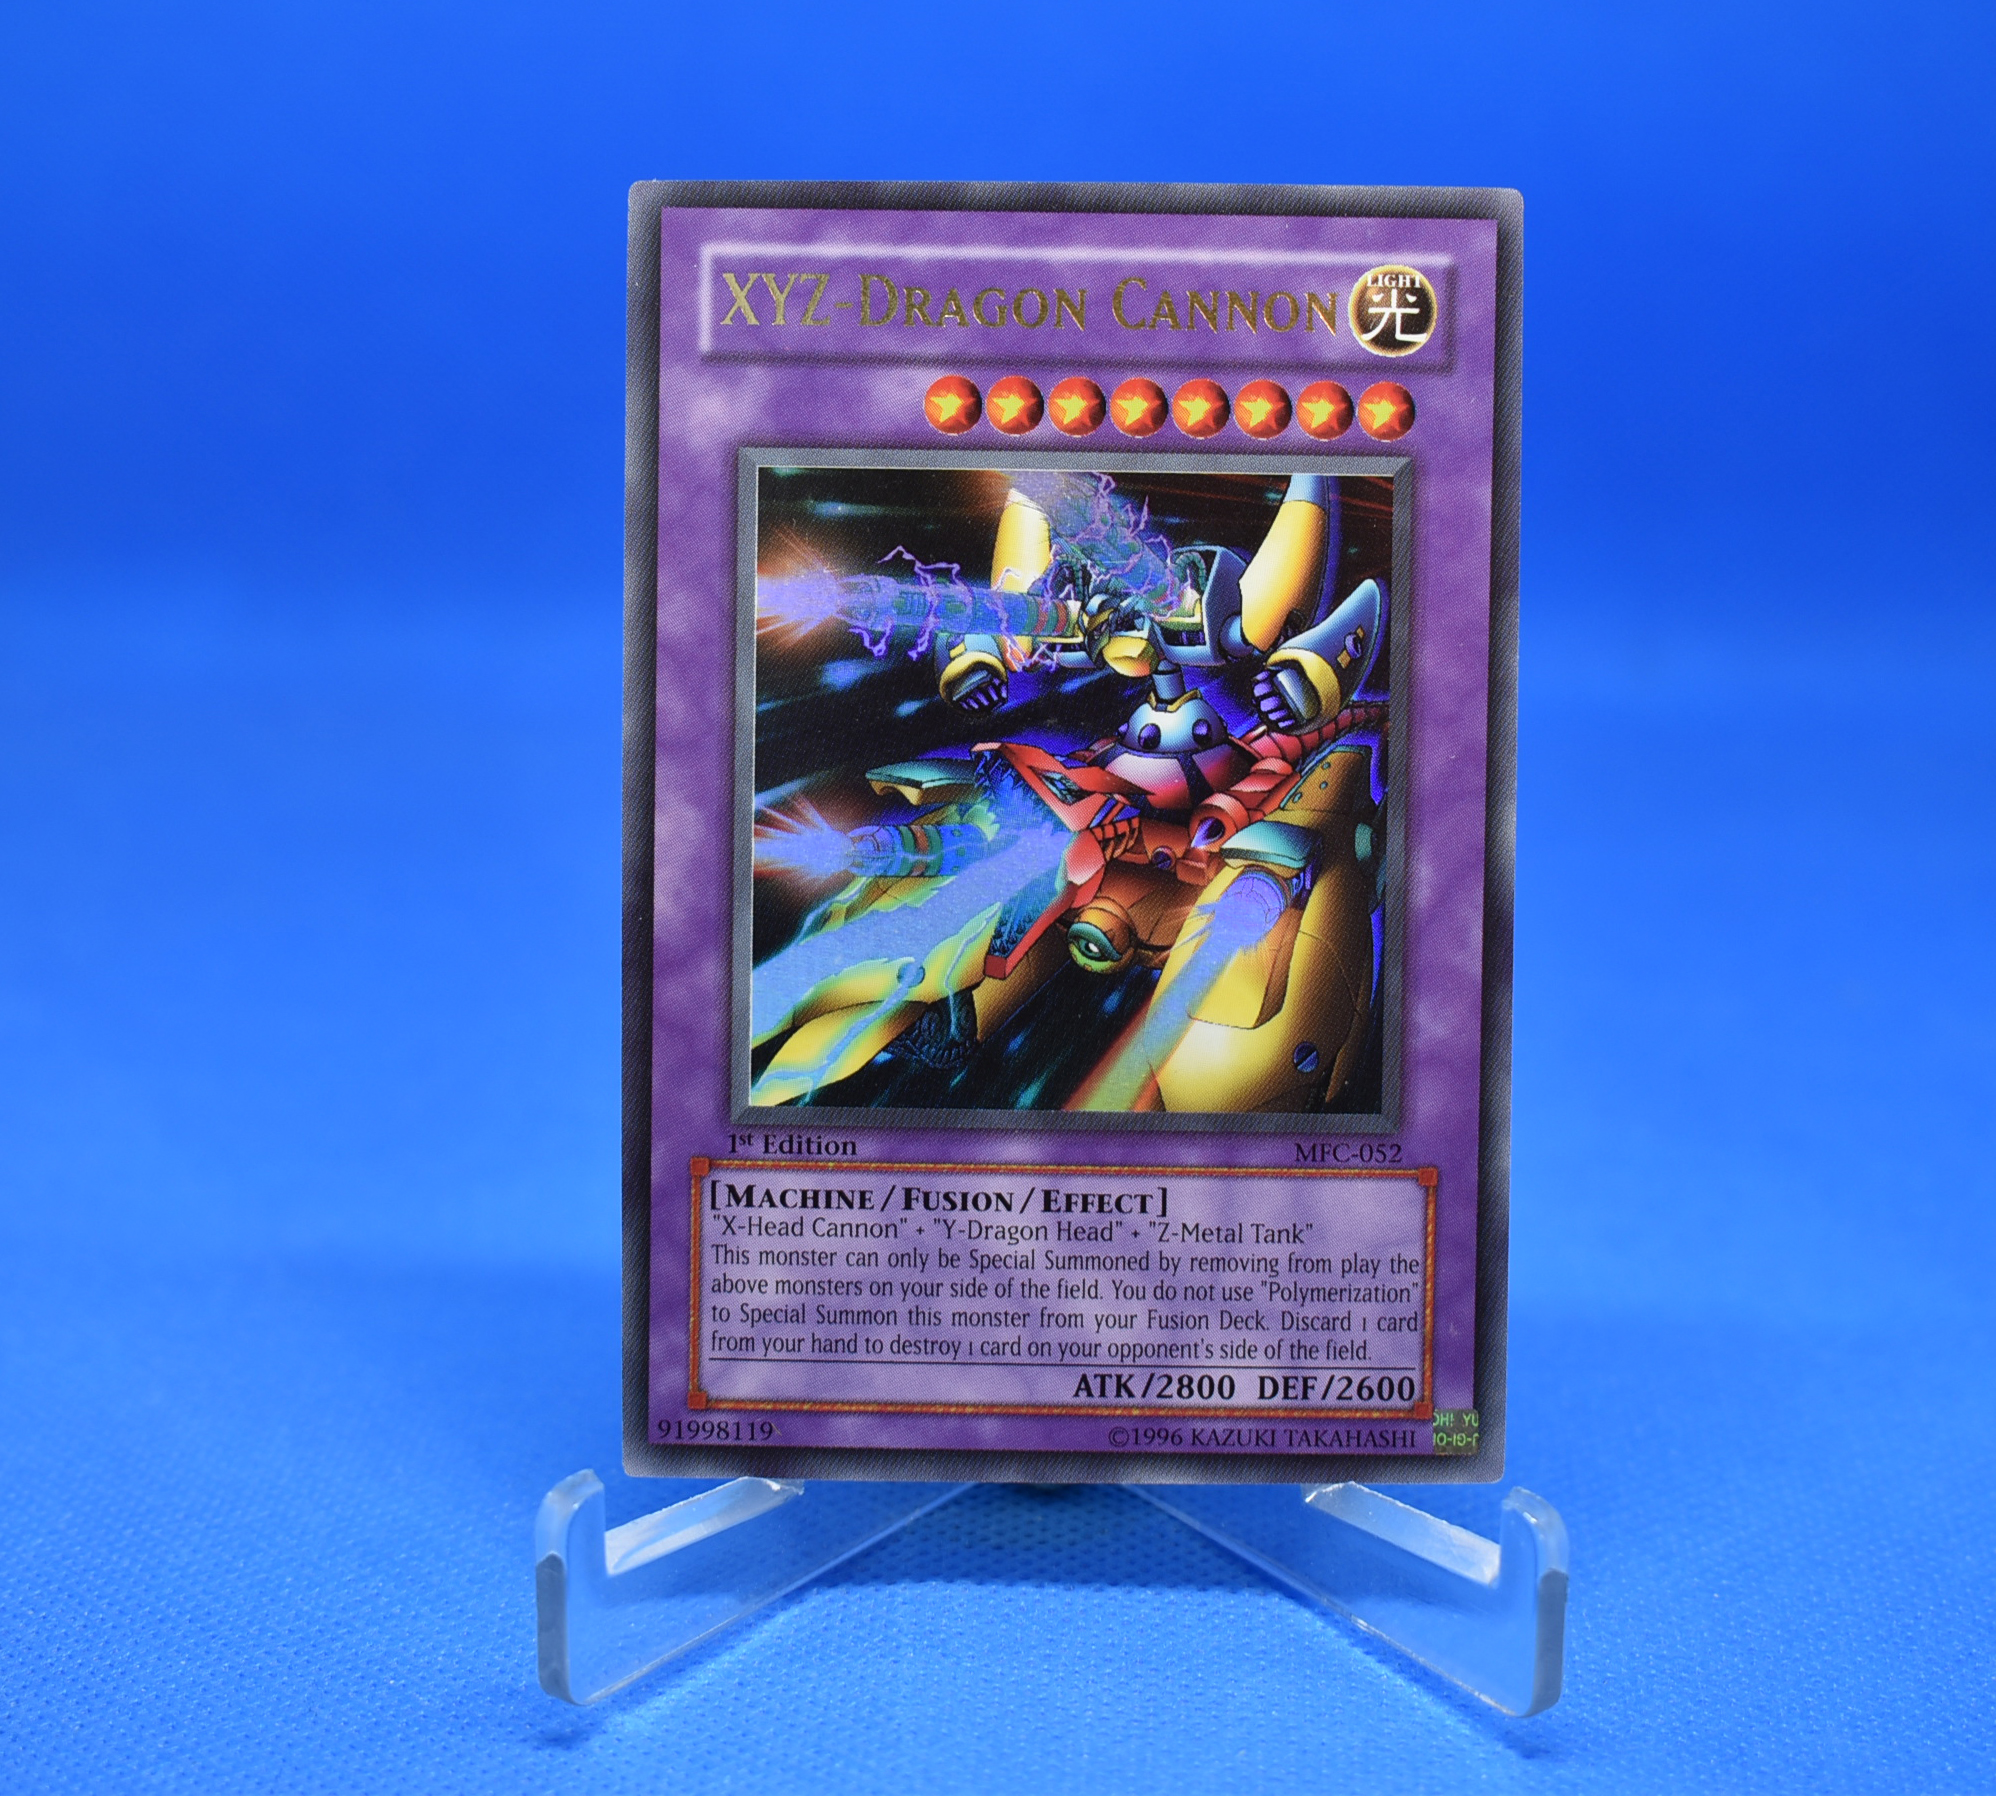 XYZ-Dragon Cannon
LIGHT
光
1st Edition
MFC-052
[Machine/Fusion/Effect]
"X-Head Cannon" + "Y-Dragon Head" + "Z-Metal Tank"
This monster can only be Special Summoned by removing from play the
above monsters on your side of the field. You do not use "Polymerization"
to Special Summon this monster from your Fusion Deck. Discard 1 card
from your hand to destroy 1 card on your opponent's side of the field.
ATK/2800 DEF/2600
91998119
©1996 KAZUKI TAKAHASHI